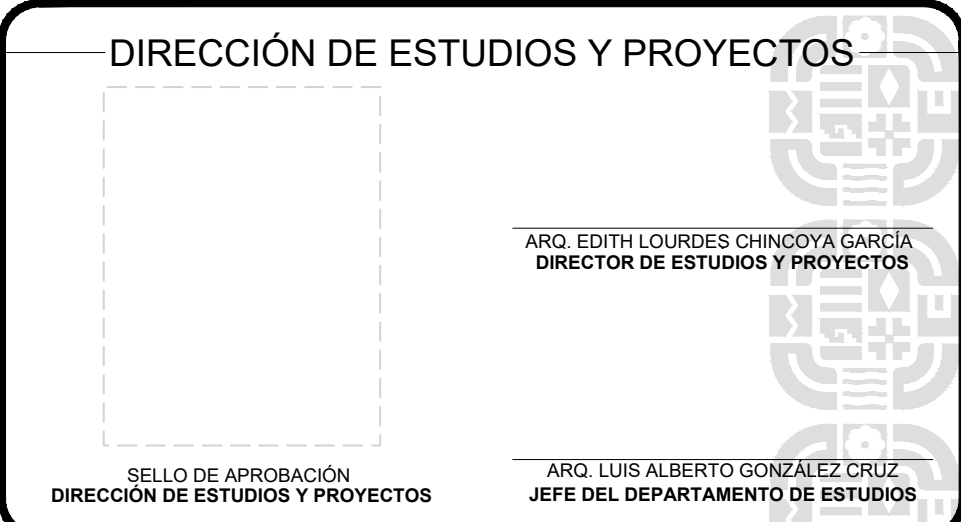 DIRECCIÓN DE ESTUDIOS Y PROYECTOS
ARQ. EDITH LOURDES CHINCOYA GARCÍA
DIRECTOR DE ESTUDIOS Y PROYECTOS
SELLO DE APROBACIÓN
DIRECCIÓN DE ESTUDIOS Y PROYECTOS
ARQ. LUIS ALBERTO GONZÁLEZ CRUZ
JEFE DEL DEPARTAMENTO DE ESTUDIOS